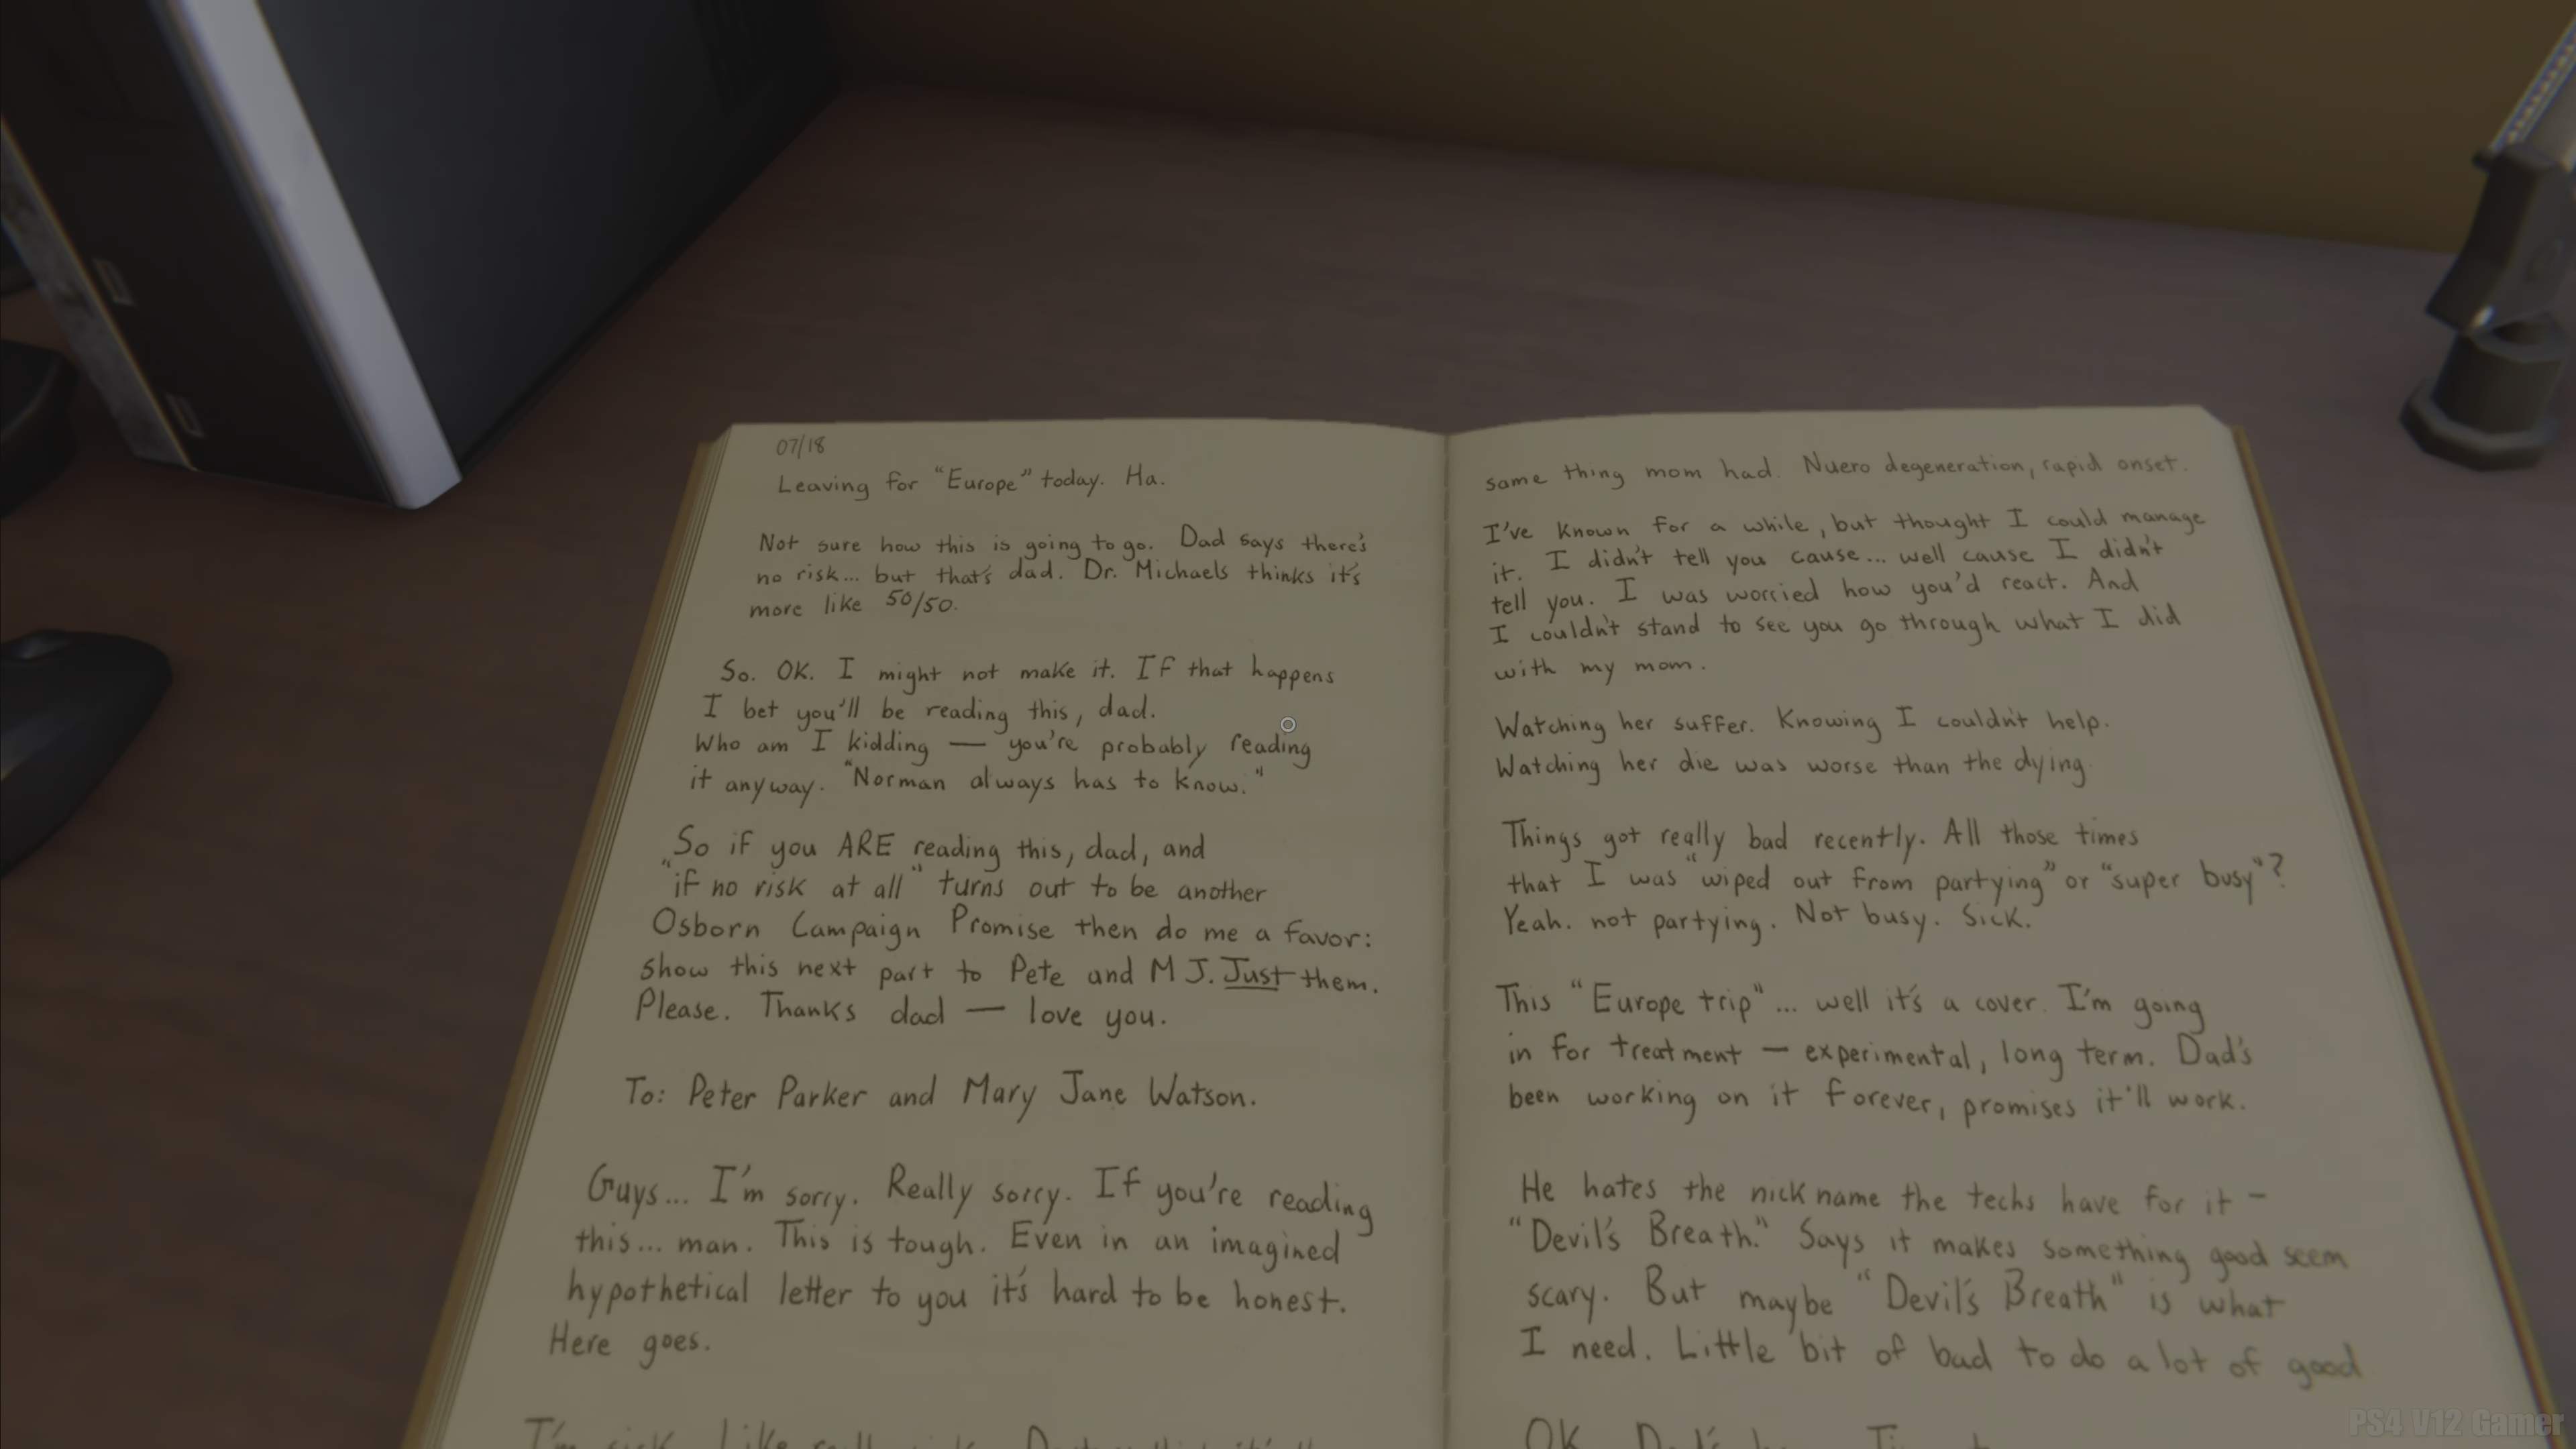 07/18
Leaving for "Europe" today. Ha.
Not sure how this is going to go. Dad says there's
no risk... but that's dad. Dr. Michaels thinks it's
more like 50/50.
So. OK. I might not make it. If that happens
I bet you'll be reading this, dad.
Who am I kidding — you're probably reading
it anyway. "Norman always has to know."
So if you ARE reading this, dad, and
"if no risk at all" turns out to be another
Osborn Campaign Promise then do me a favor:
show this next part to Pete and MJ. Just them.
Please. Thanks dad — love you.
To: Peter Parker and Mary Jane Watson.
Guys... I'm sorry. Really sorry. If you're reading
this... man. This is tough. Even in an imagined
hypothetical letter to you it's hard to be honest.
Here goes.
I'm sick. Like
same thing mom had. Nuero degeneration, rapid onset.
I've known for a while, but thought I could manage
it. I didn't tell you cause... well cause I didn't
tell you. I was worried how you'd react. And
I couldn't stand to see you go through what I did
with my mom.
Watching her suffer. Knowing I couldn't help.
Watching her die was worse than the dying.
Things got really bad recently. All those times
that I was "wiped out from partying" or "super busy"?
Yeah. not partying. Not busy. Sick.
This "Europe trip"... well it's a cover. I'm going
in for treatment — experimental, long term. Dad's
been working on it forever, promises it'll work.
He hates the nickname the techs have for it -
"Devil's Breath." Says it makes something good seem
scary. But maybe "Devil's Breath" is what
I need. Little bit of bad to do a lot of good
OK Dad's
PS4 V12 Gamer